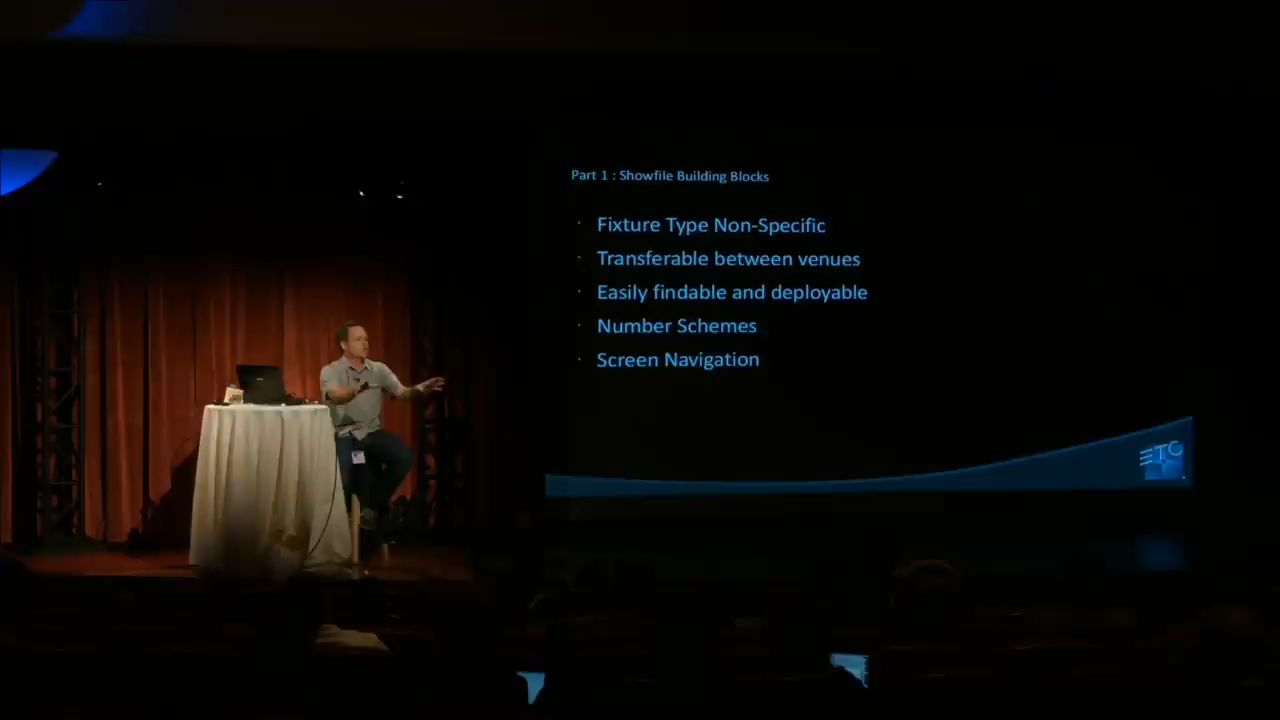 Part 1 : Showfile Building Blocks
· Fixture Type Non-Specific
· Transferable between venues
· Easily findable and deployable
· Number Schemes
· Screen Navigation
ETC